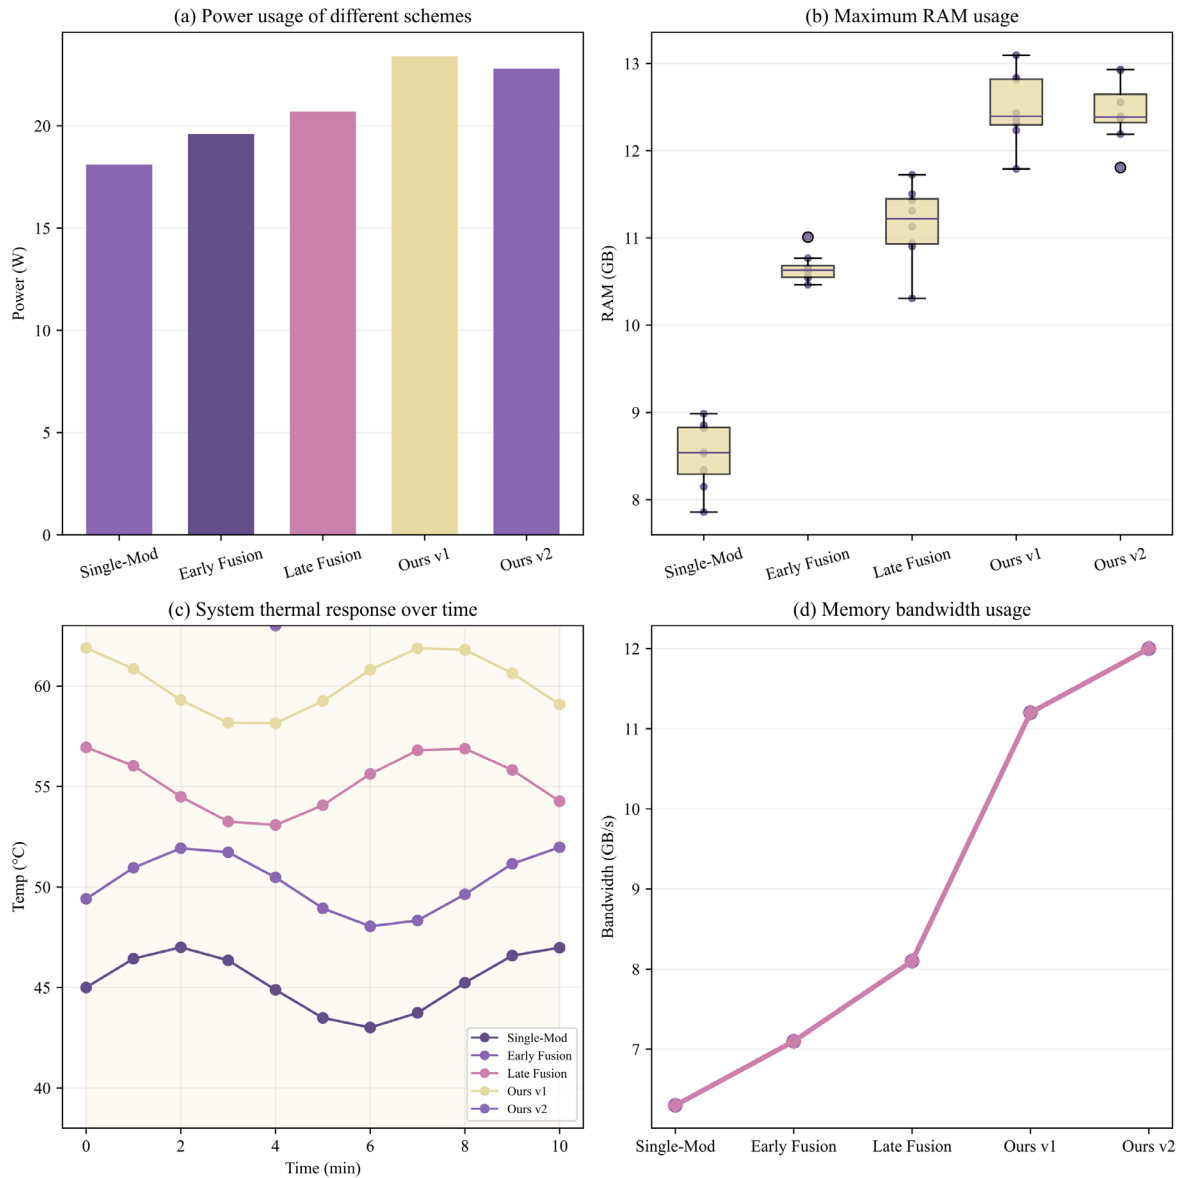 (a) Power usage of different schemes
Power (W)
20
15
10
5
0
Single-Mod
Early Fusion
Late Fusion
Ours v1
Ours v2
(b) Maximum RAM usage
RAM (GB)
13
12
11
10
9
8
Single-Mod
Early Fusion
Late Fusion
Ours v1
Ours v2
(c) System thermal response over time
Temp (°C)
60
55
50
45
40
Single-Mod
Early Fusion
Late Fusion
Ours v1
Ours v2
0
2
4
6
8
10
Time (min)
(d) Memory bandwidth usage
Bandwidth (GB/s)
12
11
10
9
8
7
Single-Mod
Early Fusion
Late Fusion
Ours v1
Ours v2